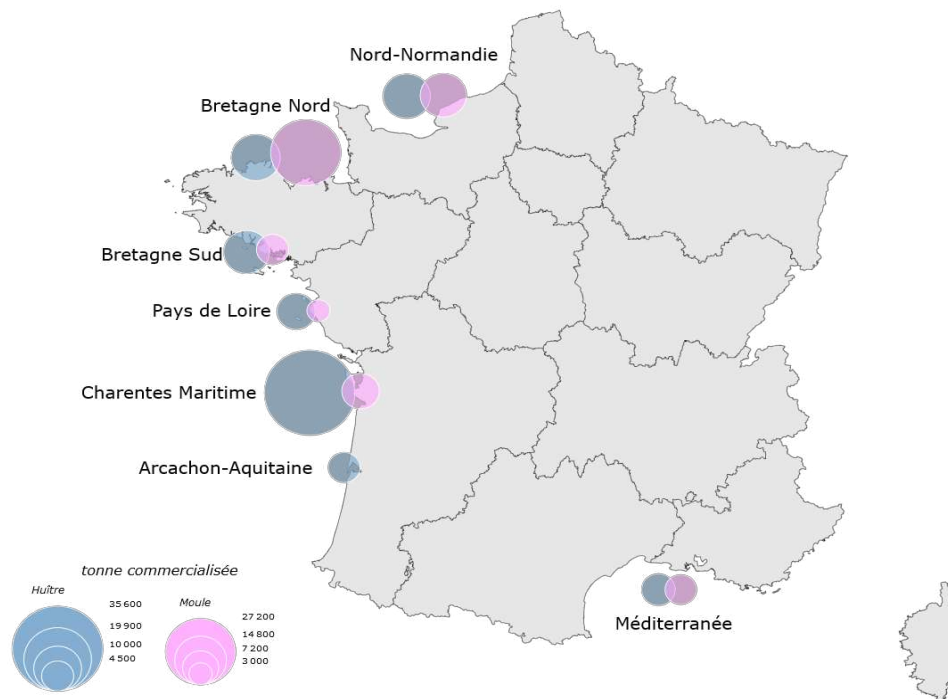 Nord-Normandie
Bretagne Nord
Bretagne Sud
Pays de Loire
Charentes Maritime
Arcachon-Aquitaine
Méditerranée
tonne commercialisée
Huître
35 600
19 900
10 000
4 500
Moule
27 200
14 800
7 200
3 000